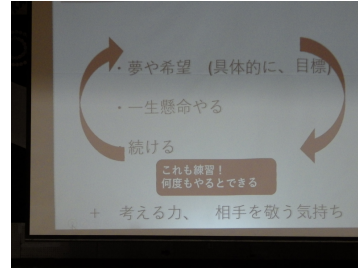 ・夢や希望　(具体的に、目標)
・一生懸命やる
続ける
これも練習！
何度もやるとできる
＋　考える力、　相手を敬う気持ち